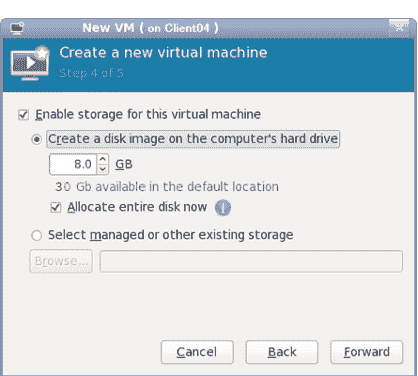 New VM ( on Client04 )
Create a new virtual machine
Step 4 of 5
Enable storage for this virtual machine
Create a disk image on the computer's hard drive
8.0 GB
30 Gb available in the default location
Allocate entire disk now
Select managed or other existing storage
Browse...
Cancel Back Forward